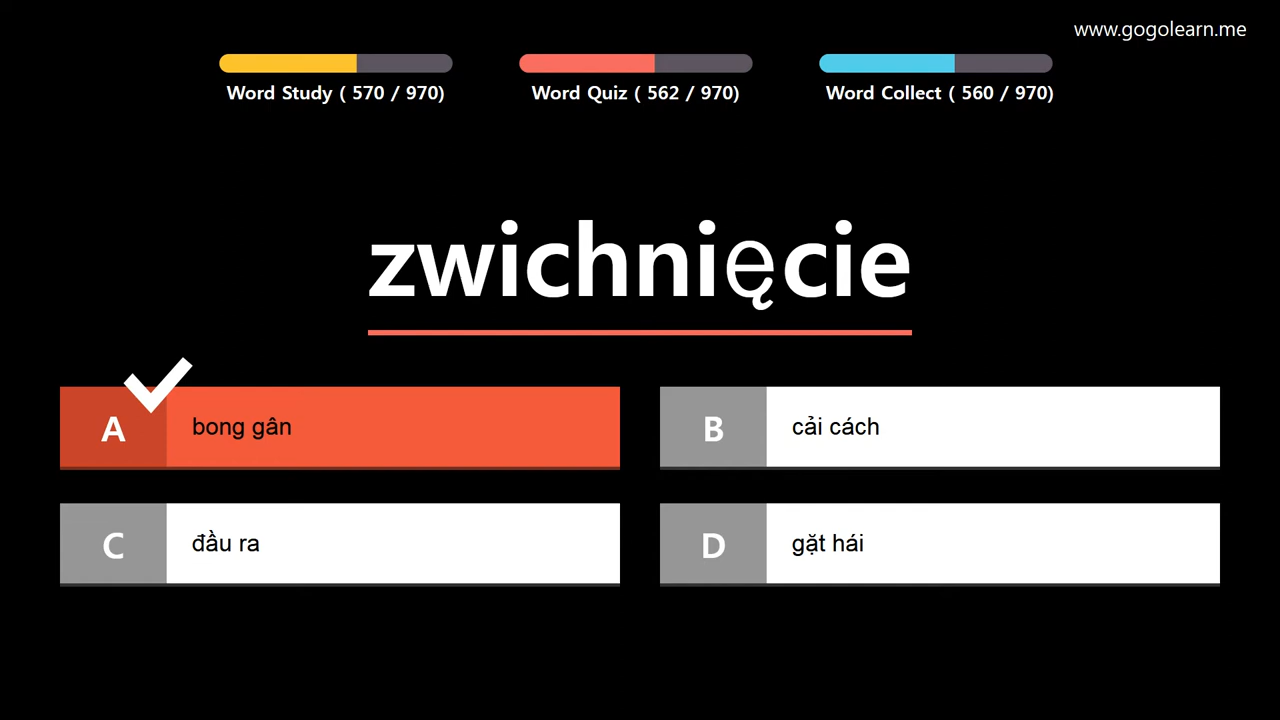 www.gogolearn.me
Word Study ( 570 / 970)
Word Quiz ( 562 / 970)
Word Collect ( 560 / 970)
zwichnięcie
A bong gân
B cải cách
C đầu ra
D gặt hái